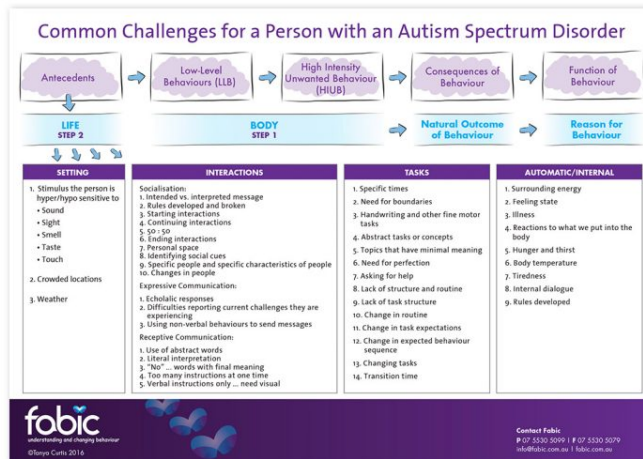 Common Challenges for a Person with an Autism Spectrum Disorder
Antecedents
Low-Level
Behaviours (LLB)
High Intensity
Unwanted Behaviour
(HIUB)
Consequences of
Behaviour
Function of
Behaviour
LIFE
STEP 2
BODY
STEP 1
Natural Outcome
of Behaviour
Reason for
Behaviour
SETTING
1. Stimulus the person is
hyper/hypo sensitive to
• Sound
• Sight
• Smell
• Taste
• Touch
2. Crowded locations
3. Weather
INTERACTIONS
Socialisation:
1. Intended vs. interpreted message
2. Rules developed and broken
3. Starting interactions
4. Continuing interactions
5. 50 : 50
6. Ending interactions
7. Personal space
8. Identifying social cues
9. Specific people and specific characteristics of people
10. Changes in people
Expressive Communication:
1. Echolalic responses
2. Difficulties reporting current challenges they are
experiencing
3. Using non-verbal behaviours to send messages
Receptive Communication:
1. Use of abstract words
2. Literal interpretation
3. “No” ... words with final meaning
4. Too many instructions at one time
5. Verbal instructions only ... need visual
TASKS
1. Specific times
2. Need for boundaries
3. Handwriting and other fine motor
tasks
4. Abstract tasks or concepts
5. Topics that have minimal meaning
6. Need for perfection
7. Asking for help
8. Lack of structure and routine
9. Lack of task structure
10. Change in routine
11. Change in task expectations
12. Change in expected behaviour
sequence
13. Changing tasks
14. Transition time
AUTOMATIC/INTERNAL
1. Surrounding energy
2. Feeling state
3. Illness
4. Reactions to what we put into the
body
5. Hunger and thirst
6. Body temperature
7. Tiredness
8. Internal dialogue
9. Rules developed
fabic
understanding and changing behaviour
©Tanya Curtis 2016
Contact Fabic
P 07 5530 5099 | F 07 5530 5079
info@fabic.com.au | fabic.com.au